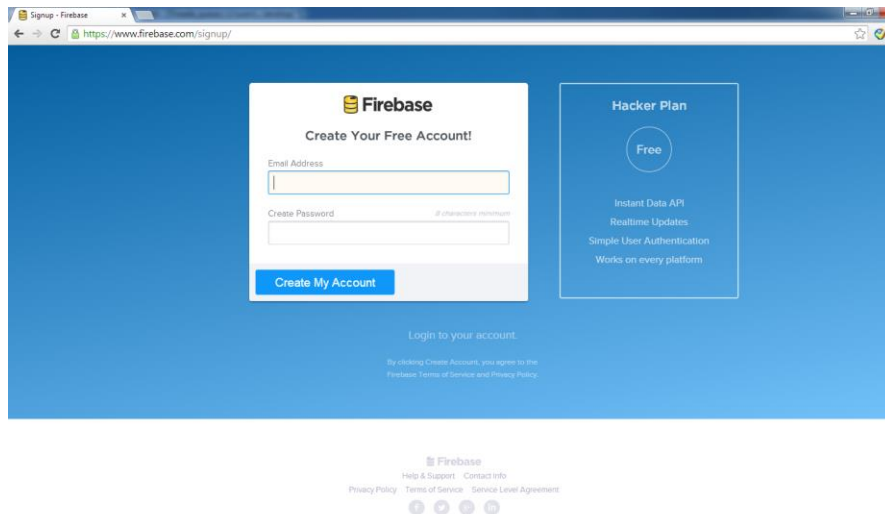 Signup - Firebase
https://www.firebase.com/signup/
Firebase
Create Your Free Account!
Email Address
Create Password
characters minimum
Create My Account
Hacker Plan
Free
Instant Data API
Realtime Updates
Simple User Authentication
Works on every platform
Login to your account.
By clicking Create Account, you agree to the
Firebase Terms of Service and Privacy Policy.
Firebase
Help & Support Contact Info
Privacy Policy Terms of Service Service Level Agreement